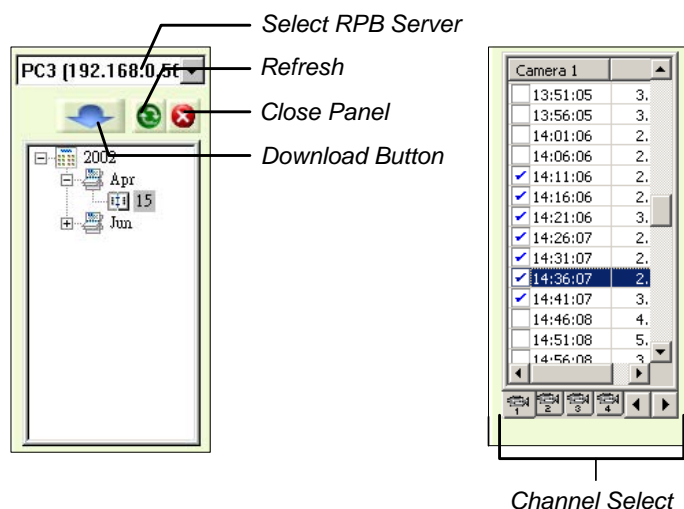 Select RPB Server
PC3 (192.168.0.5
Refresh
Close Panel
Download Button
2002
Apr
15
Jun
Camera 1
13:51:05 3.
13:56:05 3.
14:01:06 2.
14:06:06 2.
14:11:06 2.
14:16:06 2.
14:21:06 3.
14:26:07 2.
14:31:07 2.
14:36:07 2.
14:41:07 3.
14:46:08 4.
14:51:08 5.
14:56:08 3
1 2 3 4
Channel Select